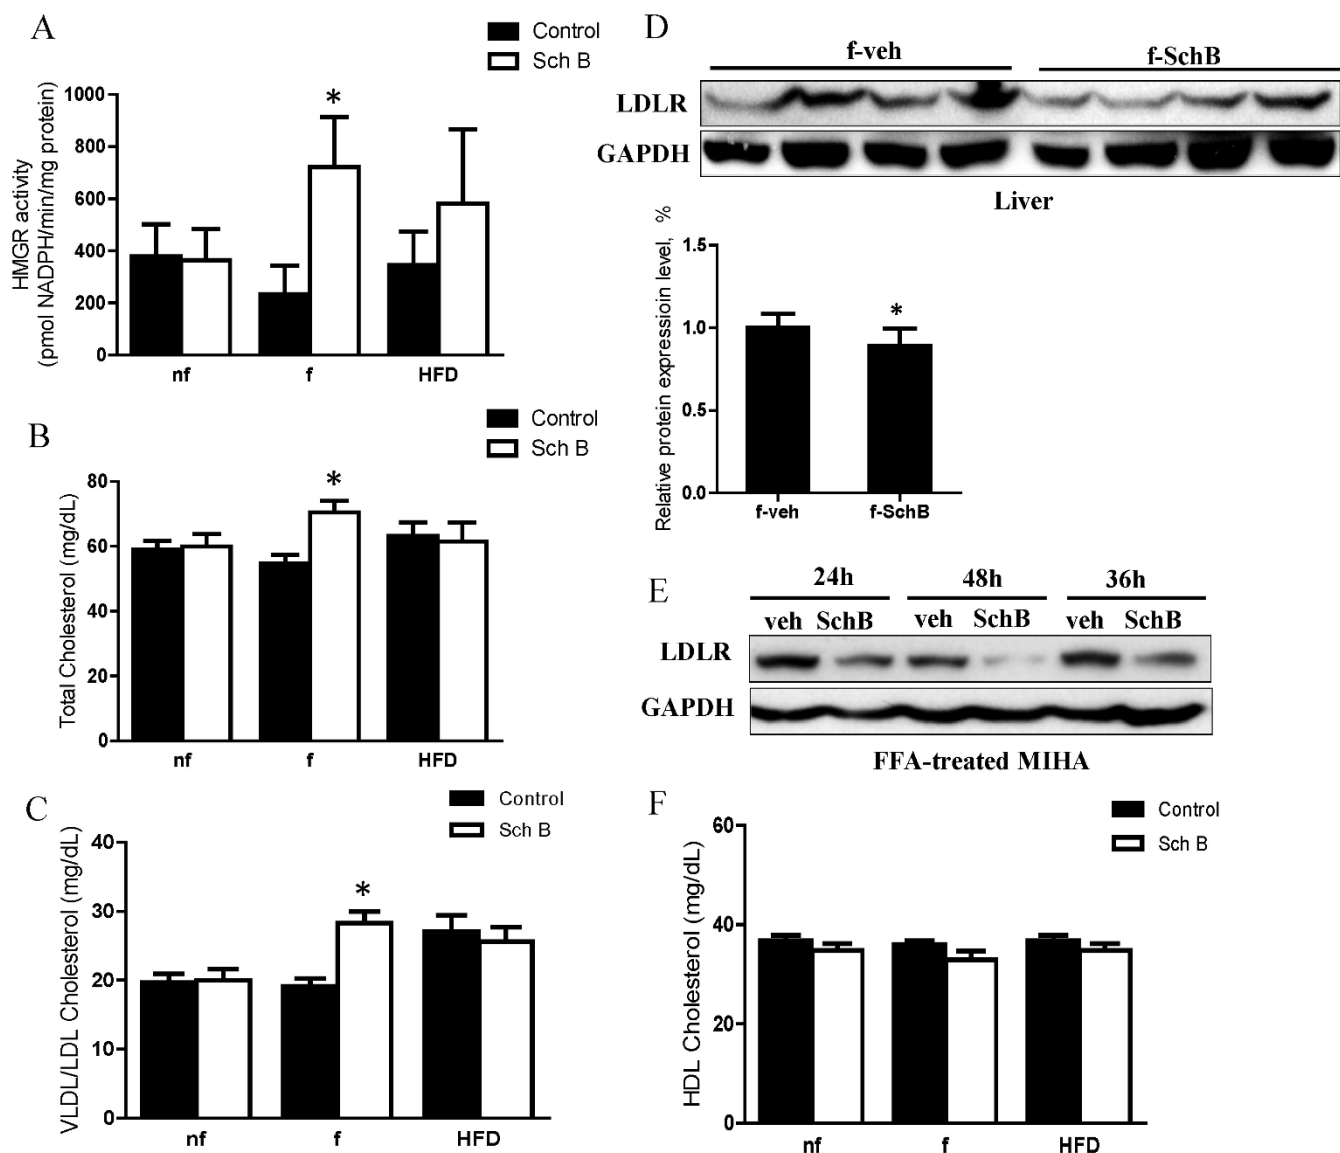 A
Control
Sch B
HMGR activity
(pmol NADPH/min/mg protein)
1000
800
600
400
200
0
*
nf
f
HFD
B
Control
Sch B
Total Cholesterol (mg/dL)
80
60
40
20
0
*
nf
f
HFD
C
Control
Sch B
VLDL/LDL Cholesterol (mg/dL)
40
30
20
10
0
*
nf
f
HFD
D
f-veh
f-SchB
LDLR
GAPDH
Liver
Relative protein expressioin level, %
1.5
1.0
0.5
0.0
*
f-veh
f-SchB
E
24h
48h
36h
veh SchB
veh SchB
veh SchB
LDLR
GAPDH
FFA-treated MIHA
F
Control
Sch B
HDL Cholesterol (mg/dL)
60
40
20
0
nf
f
HFD